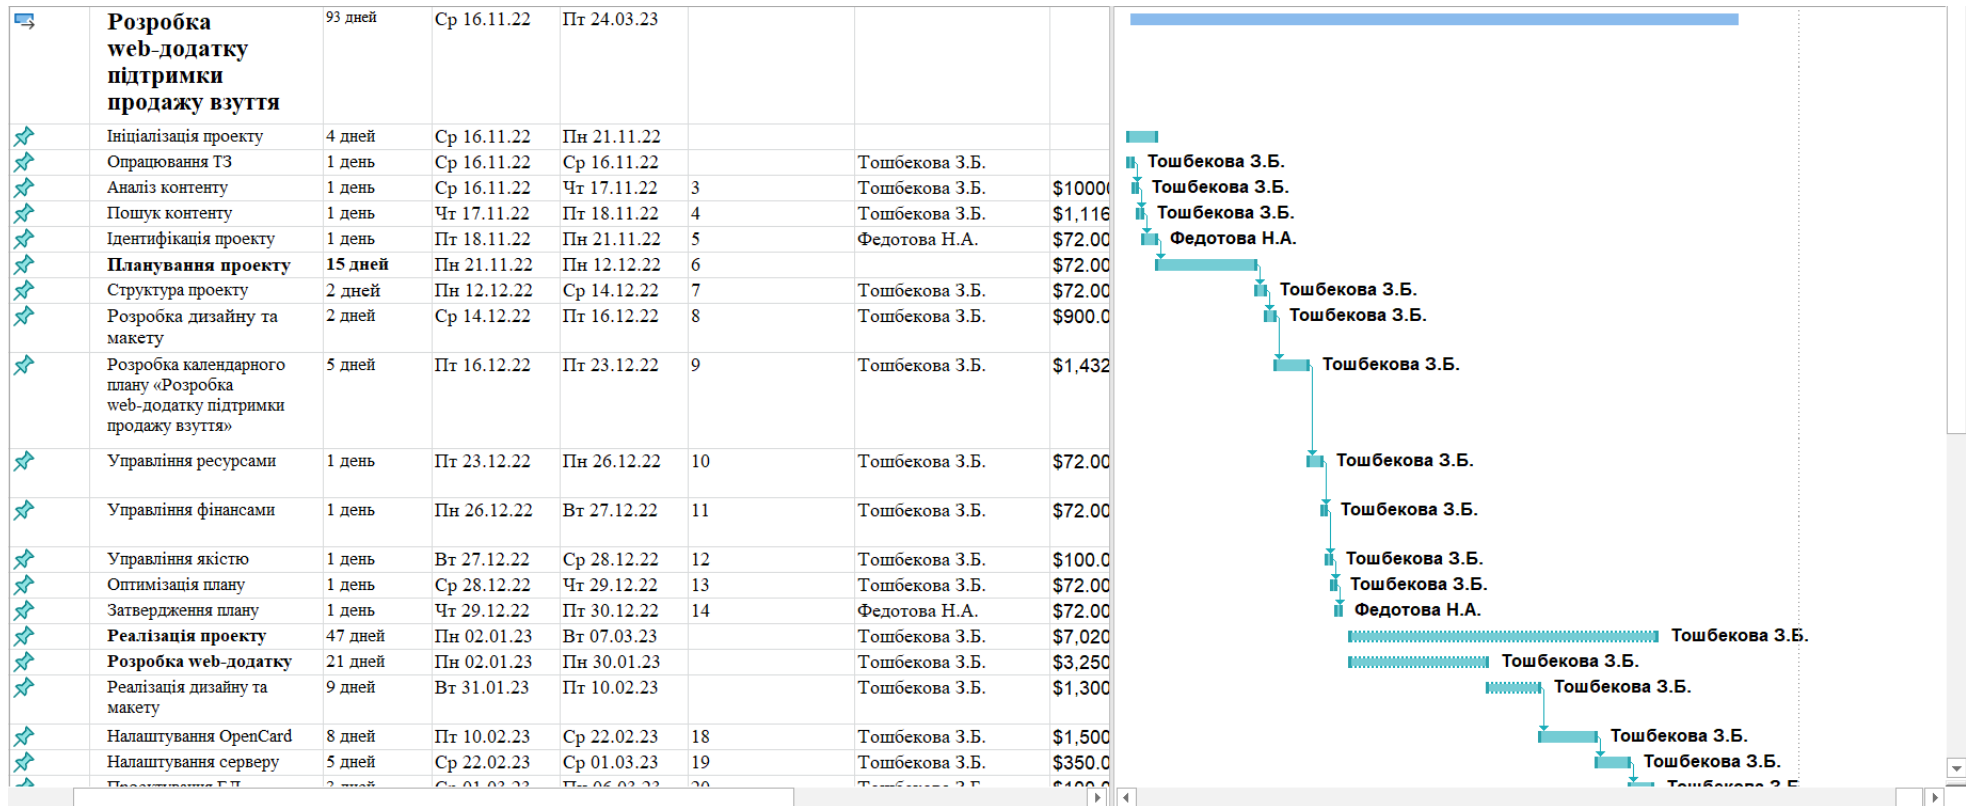 Розробка 93 дней Ср 16.11.22 Пт 24.03.23
web-додатку
підтримки
продажу взуття
Ініціалізація проекту 4 дней Ср 16.11.22 Пн 21.11.22
Опрацювання ТЗ 1 день Ср 16.11.22 Ср 16.11.22 Тошбекова З.Б. Тошбекова З.Б.
Аналіз контенту 1 день Ср 16.11.22 Чт 17.11.22 3 Тошбекова З.Б. $1000 Тошбекова З.Б.
Пошук контенту 1 день Чт 17.11.22 Пт 18.11.22 4 Тошбекова З.Б. $1,116 Тошбекова З.Б.
Ідентифікація проекту 1 день Пт 18.11.22 Пн 21.11.22 5 Федотова Н.А. $72.00 Федотова Н.А.
Планування проекту 15 дней Пн 21.11.22 Пн 12.12.22 6 $72.00
Структура проекту 2 дней Пн 12.12.22 Ср 14.12.22 7 Тошбекова З.Б. $72.00 Тошбекова З.Б.
Розробка дизайну та 2 дней Ср 14.12.22 Пт 16.12.22 8 Тошбекова З.Б. $900.0 Тошбекова З.Б.
макету
Розробка календарного 5 дней Пт 16.12.22 Пт 23.12.22 9 Тошбекова З.Б. $1,432 Тошбекова З.Б.
плану «Розробка
web-додатку підтримки
продажу взуття»
Управління ресурсами 1 день Пт 23.12.22 Пн 26.12.22 10 Тошбекова З.Б. $72.00 Тошбекова З.Б.
Управління фінансами 1 день Пн 26.12.22 Вт 27.12.22 11 Тошбекова З.Б. $72.00 Тошбекова З.Б.
Управління якістю 1 день Вт 27.12.22 Ср 28.12.22 12 Тошбекова З.Б. $100.0 Тошбекова З.Б.
Оптимізація плану 1 день Ср 28.12.22 Чт 29.12.22 13 Тошбекова З.Б. $72.00 Тошбекова З.Б.
Затвердження плану 1 день Чт 29.12.22 Пт 30.12.22 14 Федотова Н.А. $72.00 Федотова Н.А.
Реалізація проекту 47 дней Пн 02.01.23 Вт 07.03.23 Тошбекова З.Б. $7,020 Тошбекова З.Б.
Розробка web-додатку 21 дней Пн 02.01.23 Пн 30.01.23 Тошбекова З.Б. $3,250 Тошбекова З.Б.
Реалізація дизайну та 9 дней Вт 31.01.23 Пт 10.02.23 Тошбекова З.Б. $1,300 Тошбекова З.Б.
макету
Налаштування OpenCard 8 дней Пт 10.02.23 Ср 22.02.23 18 Тошбекова З.Б. $1,500 Тошбекова З.Б.
Налаштування серверу 5 дней Ср 22.02.23 Ср 01.03.23 19 Тошбекова З.Б. $350.0 Тошбекова З.Б.